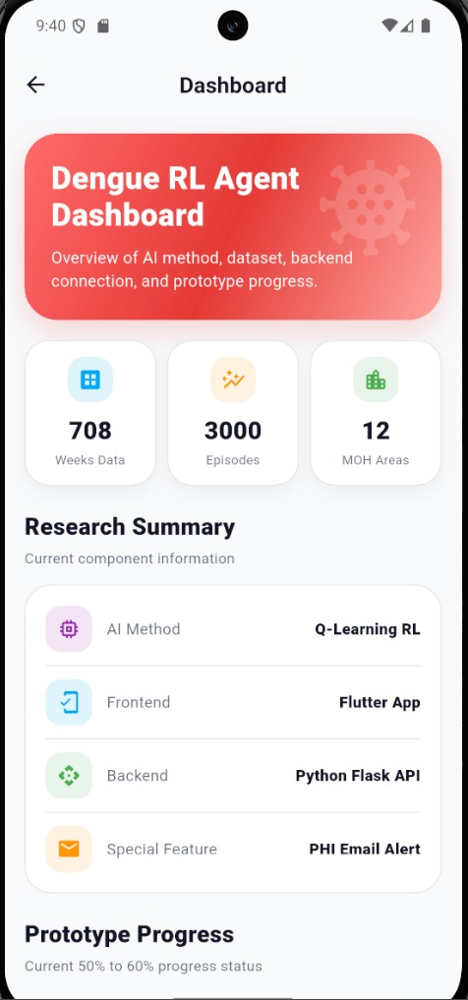 9:40
Dashboard
Dengue RL Agent
Dashboard
Overview of AI method, dataset, backend
connection, and prototype progress.
708
Weeks Data
3000
Episodes
12
MOH Areas
Research Summary
Current component information
AI Method
Q-Learning RL
Frontend
Flutter App
Backend
Python Flask API
Special Feature
PHI Email Alert
Prototype Progress
Current 50% to 60% progress status